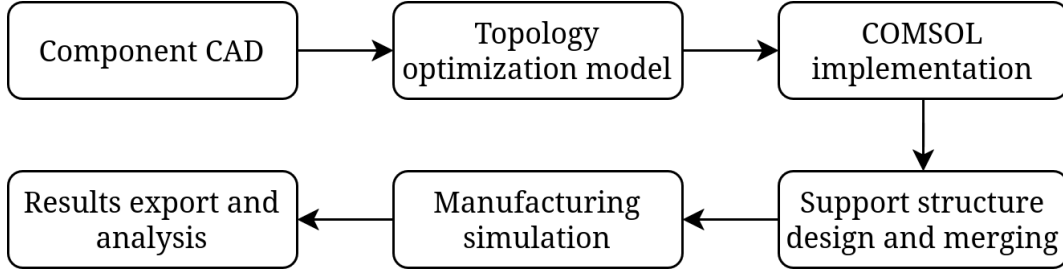 Component CAD
Topology
optimization model
COMSOL
implementation
Support structure
design and merging
Manufacturing
simulation
Results export and
analysis